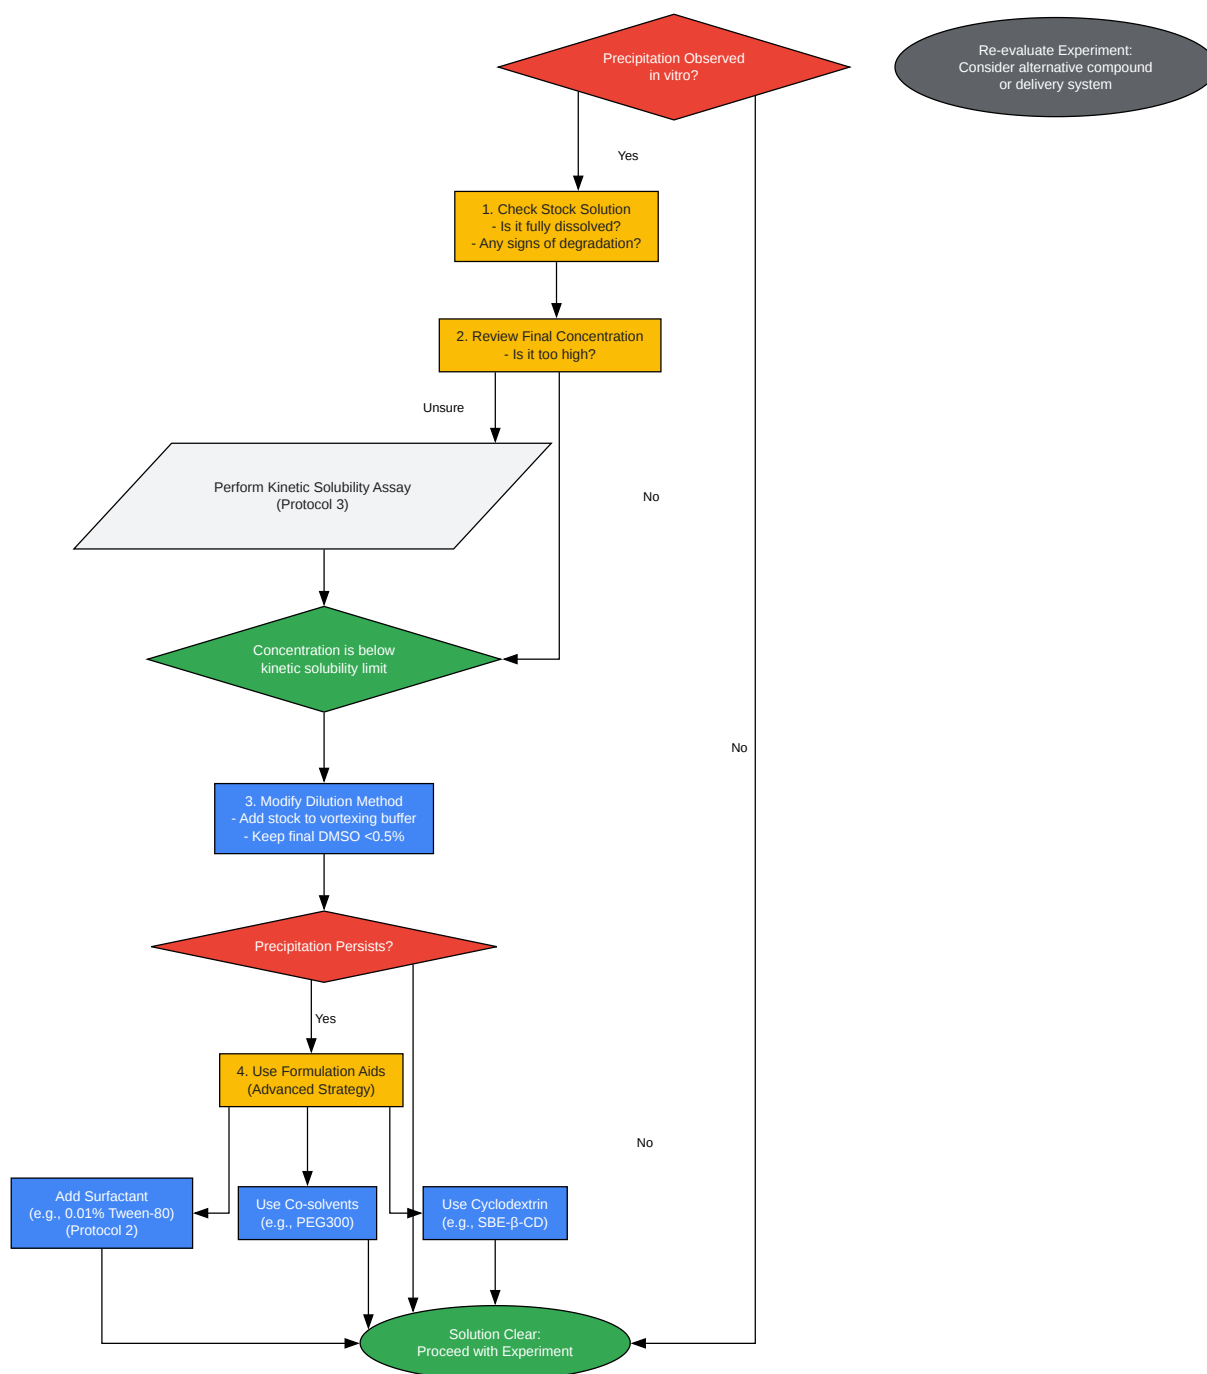 Precipitation Observed
in vitro?
Re-evaluate Experiment:
Consider alternative compound
or delivery system
Yes
1. Check Stock Solution
- Is it fully dissolved?
- Any signs of degradation?
2. Review Final Concentration
- Is it too high?
Unsure
Perform Kinetic Solubility Assay
(Protocol 3)
No
Concentration is below
kinetic solubility limit
No
3. Modify Dilution Method
- Add stock to vortexing buffer
- Keep final DMSO <0.5%
Precipitation Persists?
Yes
4. Use Formulation Aids
(Advanced Strategy)
No
Add Surfactant
(e.g., 0.01% Tween-80)
(Protocol 2)
Use Co-solvents
(e.g., PEG300)
Use Cyclodextrin
(e.g., SBE-β-CD)
Solution Clear:
Proceed with Experiment